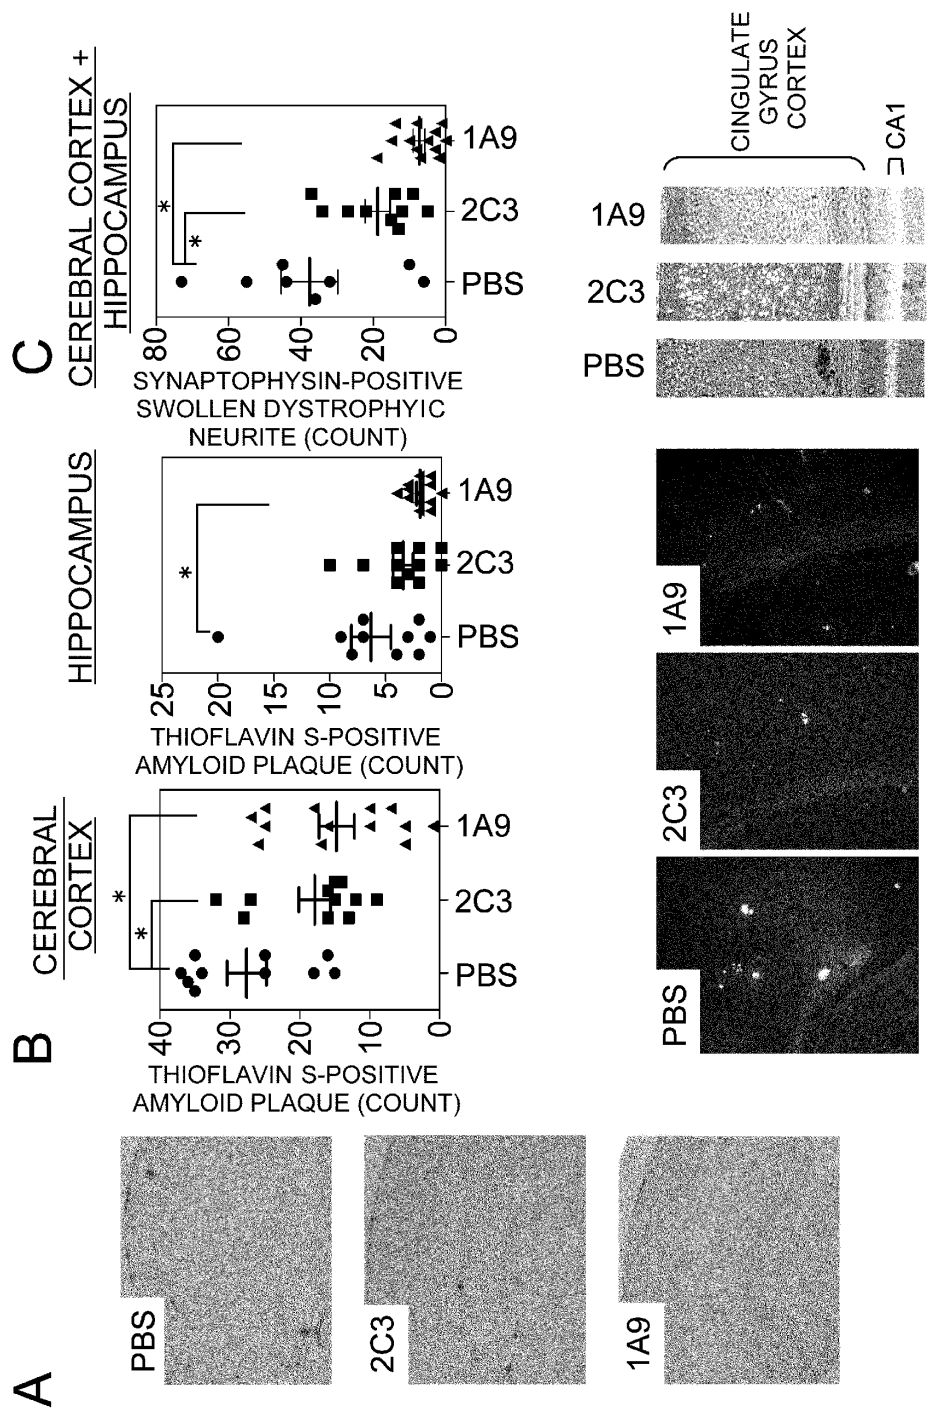 A
PBS
2C3
1A9
B
CEREBRAL
CORTEX
THIOFLAVIN S-POSITIVE
AMYLOID PLAQUE (COUNT)
40
30
20
10
0
*
*
PBS
2C3
1A9
HIPPOCAMPUS
THIOFLAVIN S-POSITIVE
AMYLOID PLAQUE (COUNT)
25
20
15
10
5
0
*
PBS
2C3
1A9
PBS
2C3
1A9
C
CEREBRAL CORTEX +
HIPPOCAMPUS
SYNAPTOPHYSIN-POSITIVE
SWOLLEN DYSTROPHYIC
NEURITE (COUNT)
80
60
40
20
0
*
*
PBS
2C3
1A9
PBS
2C3
1A9
CINGULATE
GYRUS
CORTEX
CA1